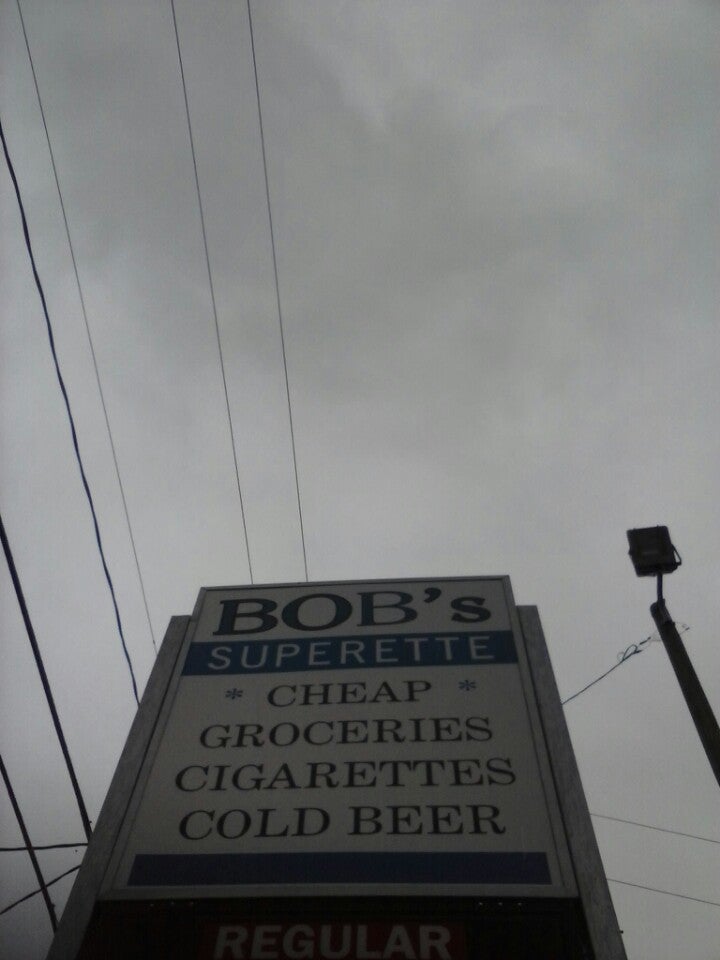 BOB's
SUPERETTE
* CHEAP *
GROCERIES
CIGARETTES
COLD BEER
REGULAR